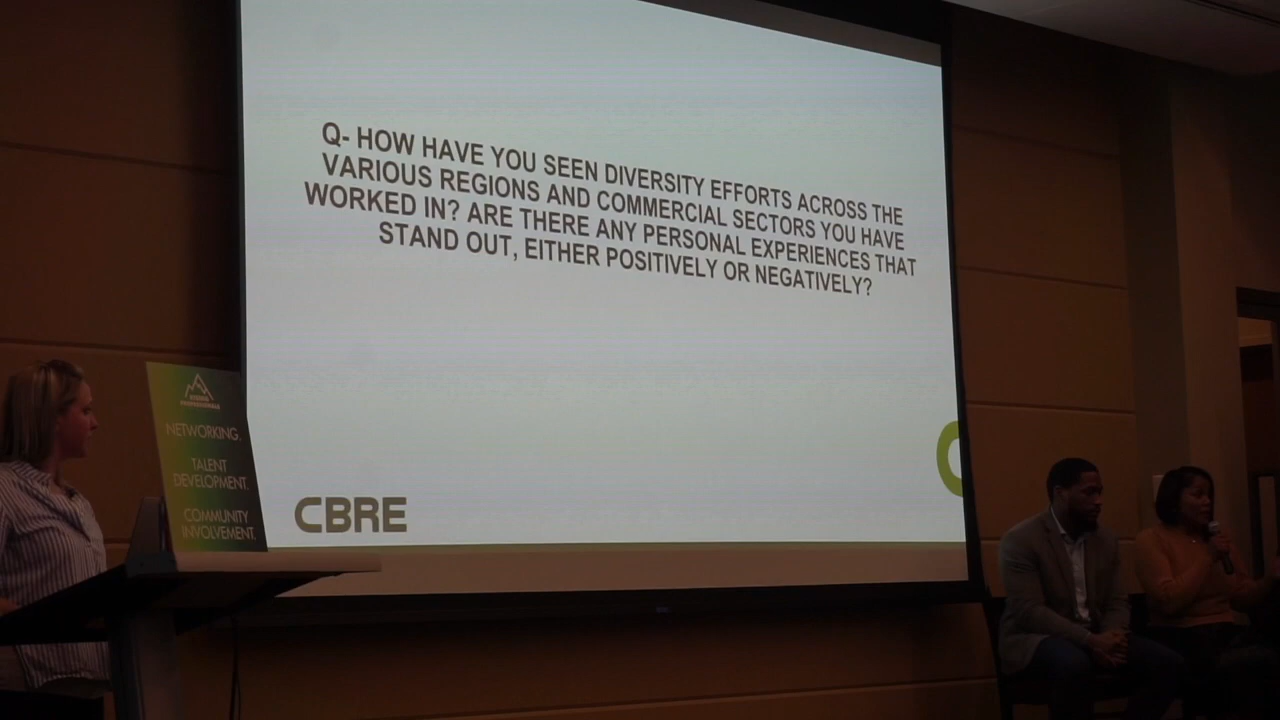 Q- HOW HAVE YOU SEEN DIVERSITY EFFORTS ACROSS THE
VARIOUS REGIONS AND COMMERCIAL SECTORS YOU HAVE
WORKED IN? ARE THERE ANY PERSONAL EXPERIENCES THAT
STAND OUT, EITHER POSITIVELY OR NEGATIVELY?
CBRE
NETWORKING.
TALENT
DEVELOPMENT.
COMMUNITY
INVOLVEMENT.